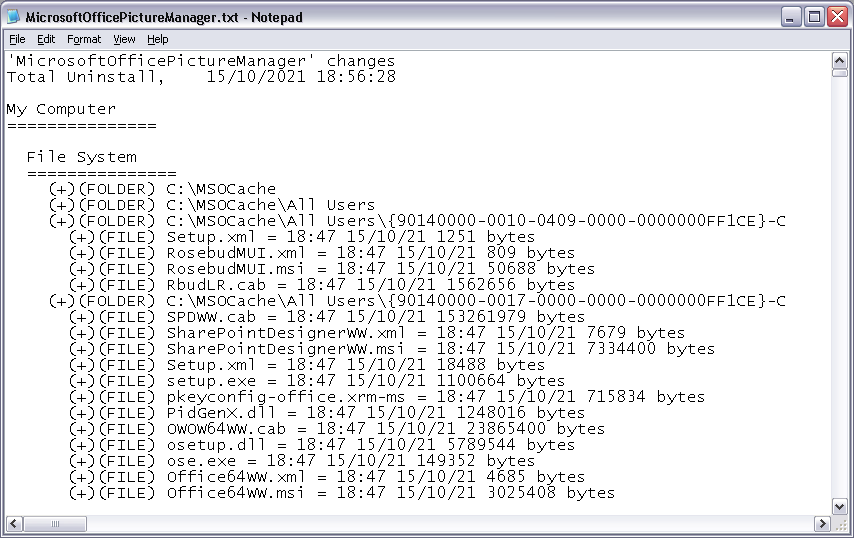 MicrosoftOfficePictureManager.txt - Notepad
File Edit Format View Help
'MicrosoftOfficePictureManager' changes
Total Uninstall,    15/10/2021 18:56:28

My Computer
===============

  File System
  ===============
    (+)(FOLDER) C:\MSOCache
    (+)(FOLDER) C:\MSOCache\All Users
    (+)(FOLDER) C:\MSOCache\All Users\{90140000-0010-0409-0000-0000000FF1CE}-C
      (+)(FILE) Setup.xml = 18:47 15/10/21 1251 bytes
      (+)(FILE) RosebudMUI.xml = 18:47 15/10/21 809 bytes
      (+)(FILE) RosebudMUI.msi = 18:47 15/10/21 50688 bytes
      (+)(FILE) RbudLR.cab = 18:47 15/10/21 1562656 bytes
    (+)(FOLDER) C:\MSOCache\All Users\{90140000-0017-0000-0000-0000000FF1CE}-C
      (+)(FILE) SPDWW.cab = 18:47 15/10/21 153261979 bytes
      (+)(FILE) SharePointDesignerWW.xml = 18:47 15/10/21 7679 bytes
      (+)(FILE) SharePointDesignerWW.msi = 18:47 15/10/21 7334400 bytes
      (+)(FILE) Setup.xml = 18:47 15/10/21 18488 bytes
      (+)(FILE) setup.exe = 18:47 15/10/21 1100664 bytes
      (+)(FILE) pkeyconfig-office.xrm-ms = 18:47 15/10/21 715834 bytes
      (+)(FILE) PidGenX.dll = 18:47 15/10/21 1248016 bytes
      (+)(FILE) OWOW64WW.cab = 18:47 15/10/21 23865400 bytes
      (+)(FILE) osetup.dll = 18:47 15/10/21 5789544 bytes
      (+)(FILE) ose.exe = 18:47 15/10/21 149352 bytes
      (+)(FILE) Office64WW.xml = 18:47 15/10/21 4685 bytes
      (+)(FILE) Office64WW.msi = 18:47 15/10/21 3025408 bytes